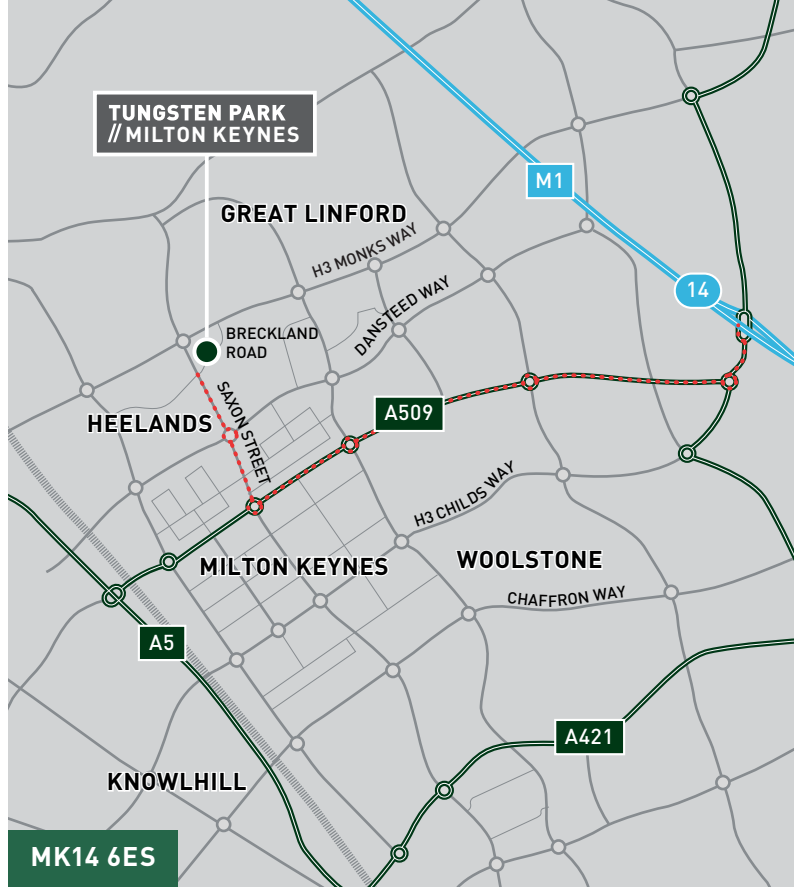 TUNGSTEN PARK
// MILTON KEYNES
M1
GREAT LINFORD
H3 MONKS WAY
14
DANSTEED WAY
BRECKLAND
ROAD
SAXON STREET
A509
HEELANDS
H3 CHILDS WAY
MILTON KEYNES
WOOLSTONE
CHAFFRON WAY
A5
A421
KNOWLHILL
MK14 6ES